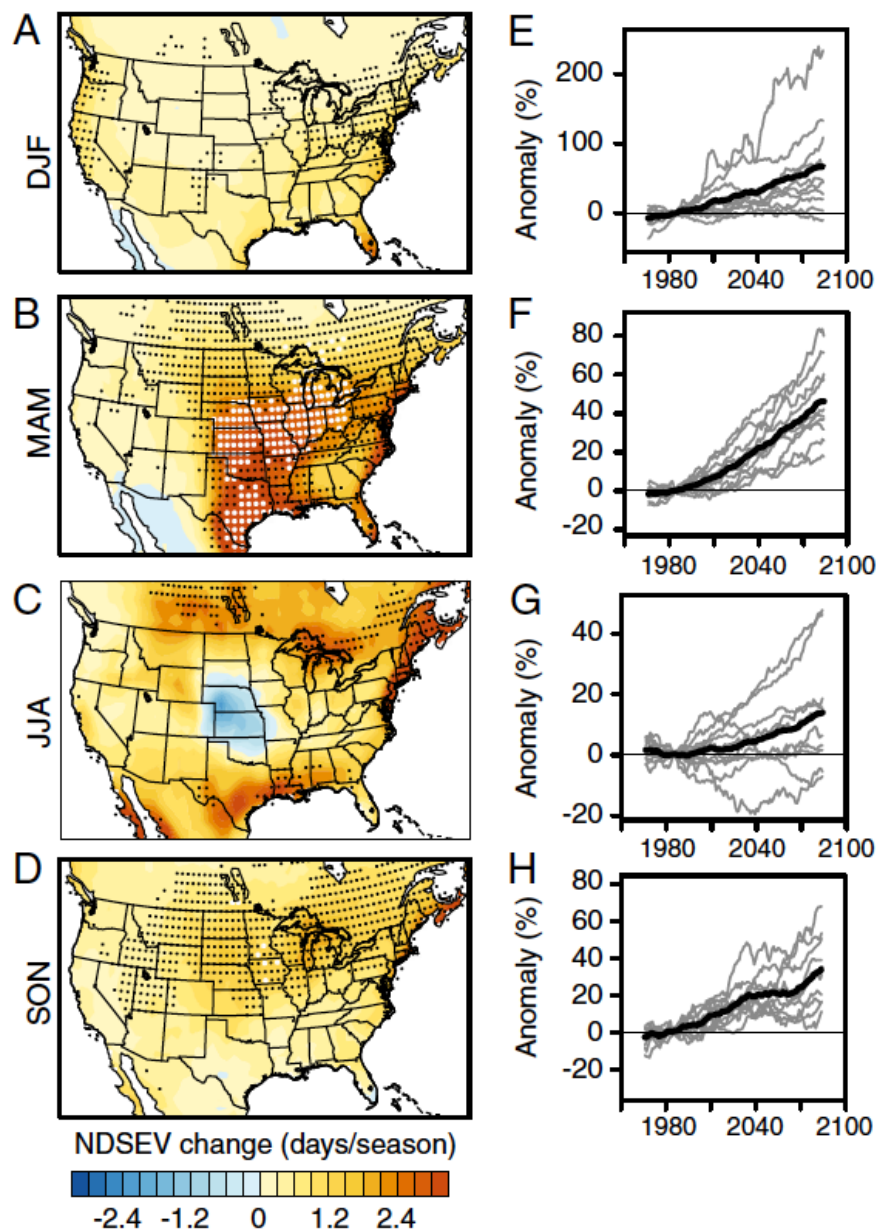 A
DJF
E
Anomaly (%)
200
100
0
1980 2040 2100
B
MAM
F
Anomaly (%)
80
60
40
20
0
-20
1980 2040 2100
C
JJA
G
Anomaly (%)
40
20
0
-20
1980 2040 2100
D
SON
H
Anomaly (%)
80
60
40
20
0
20
1980 2040 2100
NDSEV change (days/season)
-2.4 -1.2 0 1.2 2.4